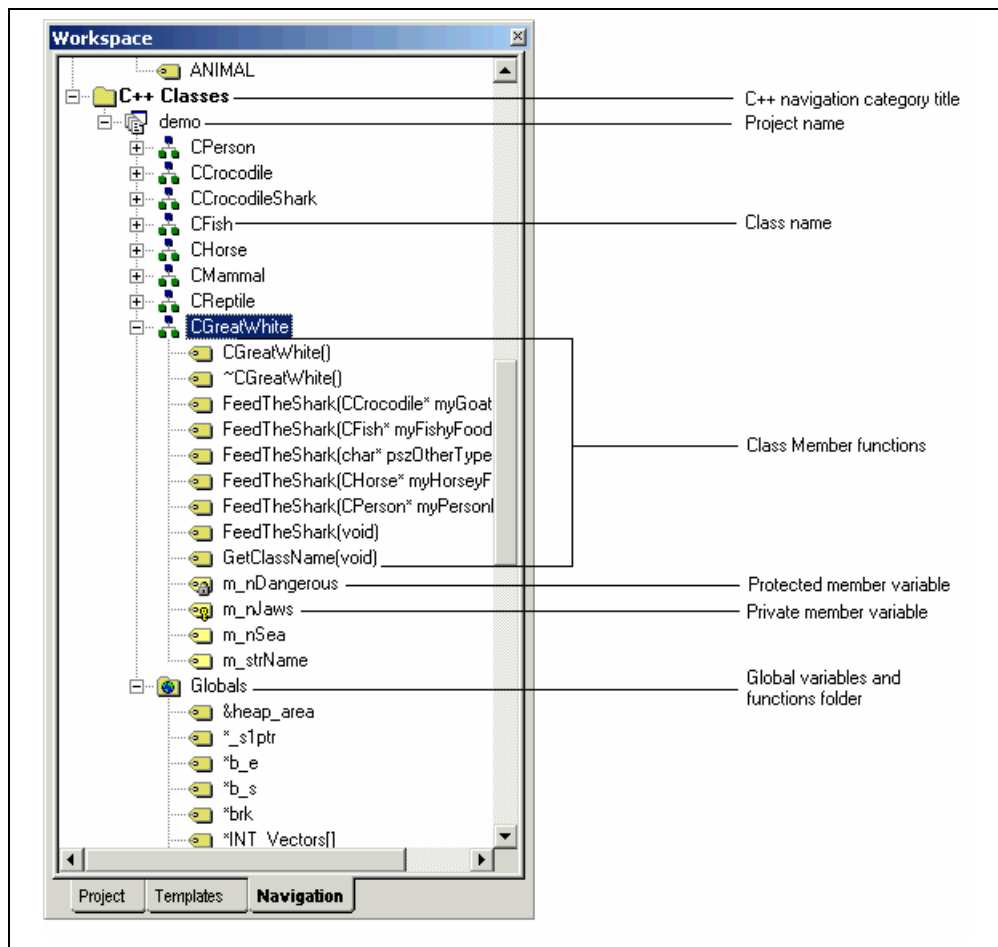 Workspace
ANIMAL
C++ Classes
C++ navigation category title
demo
Project name
CPerson
CCrocodile
CCrocodileShark
CFish
Class name
CHorse
CMammal
CReptile
CGreatWhite
CGreatWhite()
~CGreatWhite()
FeedTheShark(CCrocodile* myGoat
FeedTheShark(CFish* myFishyFood
FeedTheShark(char* pszOtherType
Class Member functions
FeedTheShark(CHorse* myHorseyF
FeedTheShark(CPerson* myPersonl
FeedTheShark(void)
GetClassName(void)
m_nDangerous
Protected member variable
m_nJaws
Private member variable
m_nSea
m_strName
Globals
Global variables and
functions folder
&heap_area
*_s1ptr
*b_e
*b_s
*brk
*INT_Vectors[]
Project
Templates
Navigation